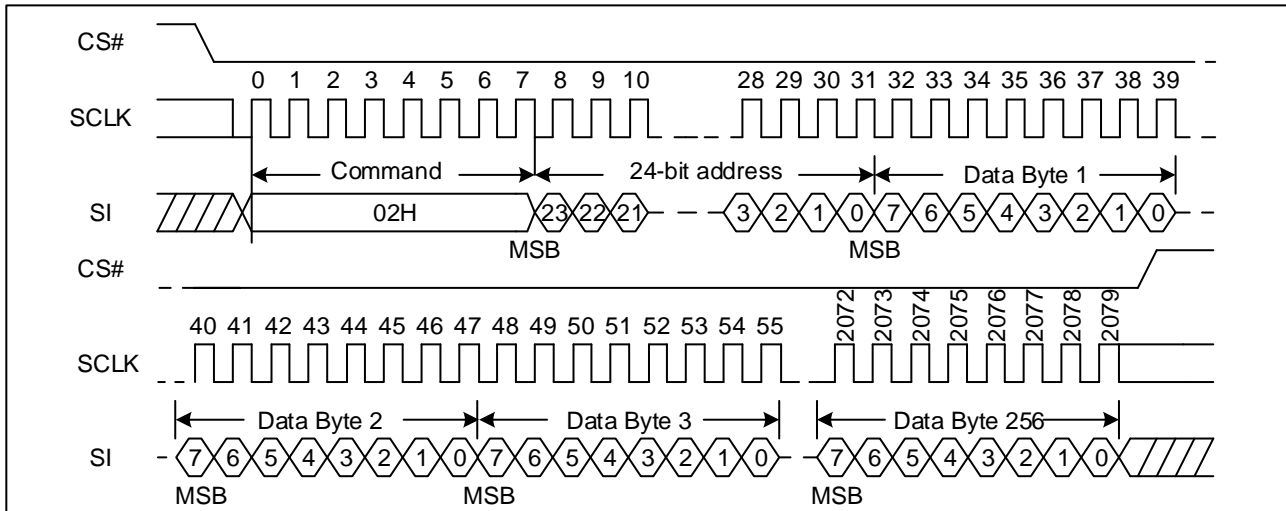 CS#
0 1 2 3 4 5 6 7 8 9 10 28 29 30 31 32 33 34 35 36 37 38 39
SCLK
Command 24-bit address Data Byte 1
SI 02H 23 22 21 3 2 1 0 7 6 5 4 3 2 1 0
MSB MSB
CS#
40 41 42 43 44 45 46 47 48 49 50 51 52 53 54 55 2072 2073 2074 2075 2076 2077 2078 2079
SCLK
Data Byte 2 Data Byte 3 Data Byte 256
SI 7 6 5 4 3 2 1 0 7 6 5 4 3 2 1 0 7 6 5 4 3 2 1 0
MSB MSB MSB